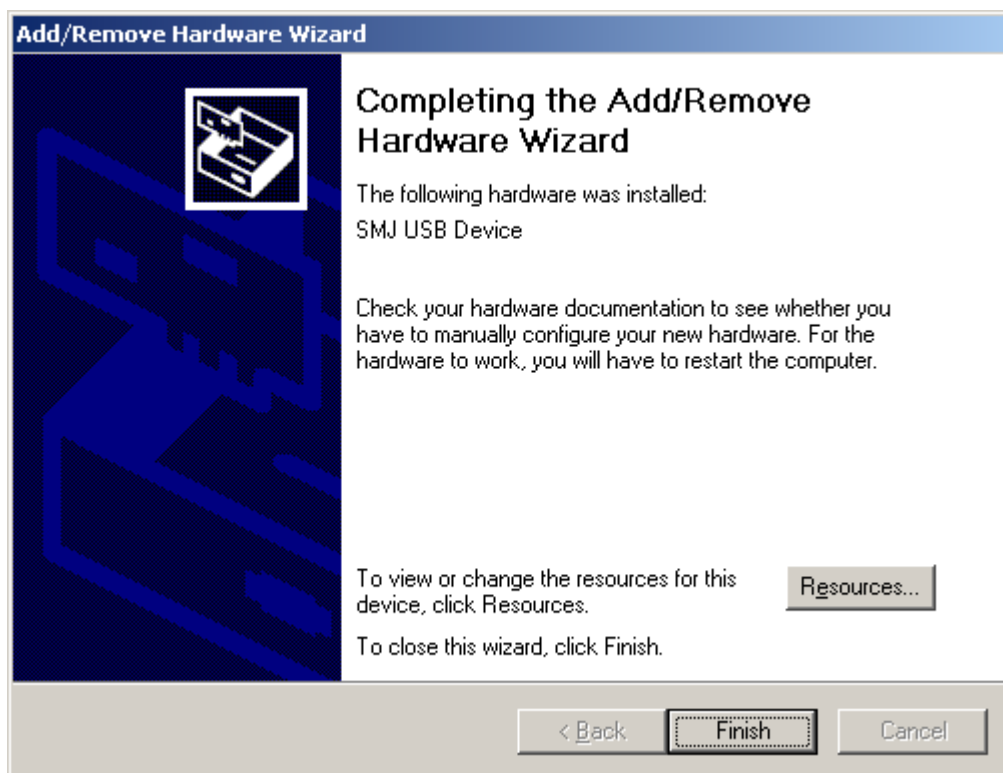 Add/Remove Hardware Wizard
Completing the Add/Remove
Hardware Wizard
The following hardware was installed:
SMJ USB Device
Check your hardware documentation to see whether you
have to manually configure your new hardware. For the
hardware to work, you will have to restart the computer.
To view or change the resources for this
device, click Resources.
Resources...
To close this wizard, click Finish.
< Back
Finish
Cancel